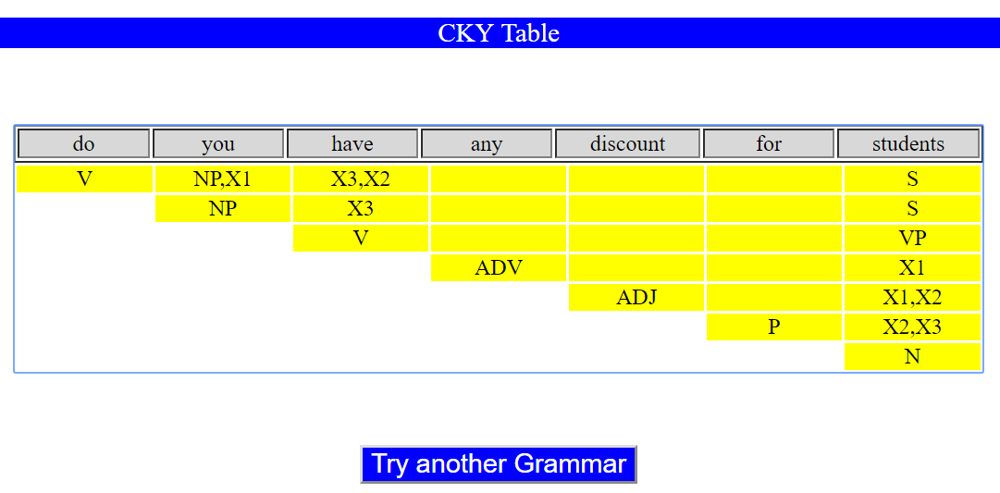 CKY Table
do you have any discount for students
V NP,X1 X3,X2 S
NP X3 S
V VP
ADV X1
ADJ X1,X2
P X2,X3
N
Try another Grammar